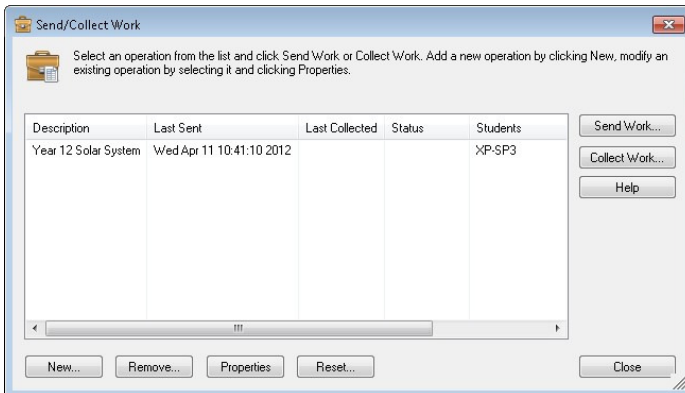 Send/Collect Work
Select an operation from the list and click Send Work or Collect Work. Add a new operation by clicking New, modify an
existing operation by selecting it and clicking Properties.
Description Last Sent Last Collected Status Students
Year 12 Solar System Wed Apr 11 10:41:10 2012 XP-SP3
Send Work...
Collect Work...
Help
New... Remove... Properties Reset... Close